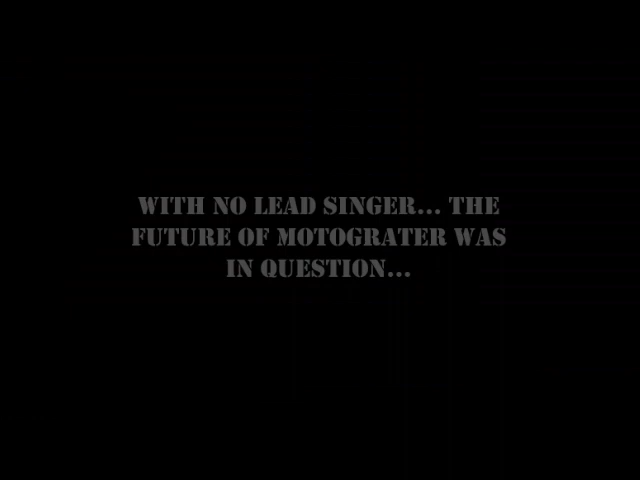 WITH NO LEAD SINGER... THE
FUTURE OF MOTOGRATER WAS
IN QUESTION...